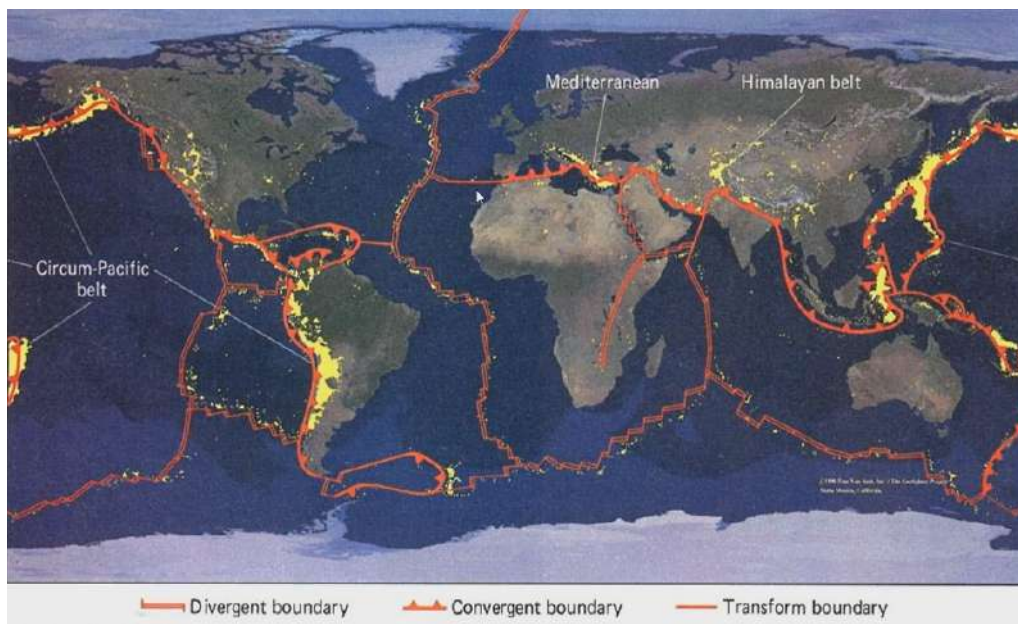 Mediterranean
Himalayan belt
Circum-Pacific
belt
Divergent boundary
Convergent boundary
Transform boundary